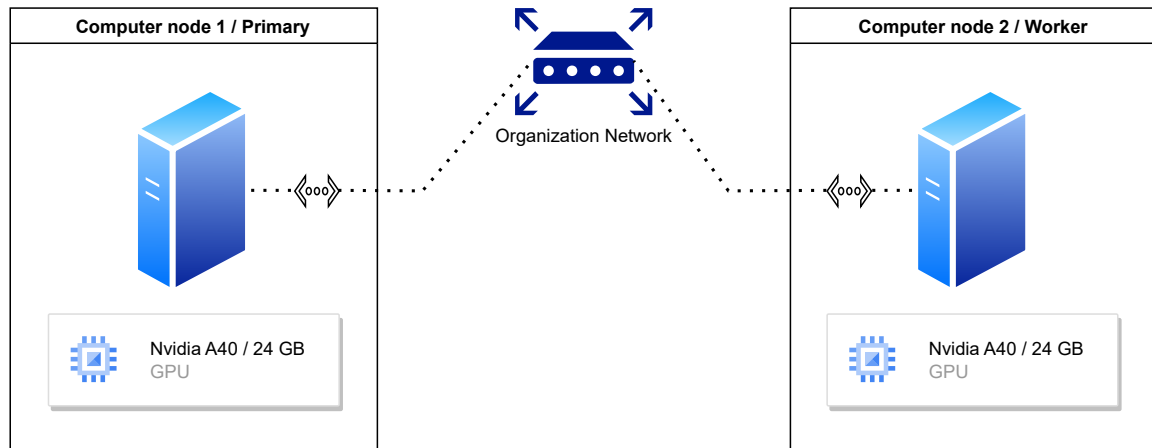 Computer node 1 / Primary
Computer node 2 / Worker
Organization Network
Nvidia A40 / 24 GB
GPU
Nvidia A40 / 24 GB
GPU